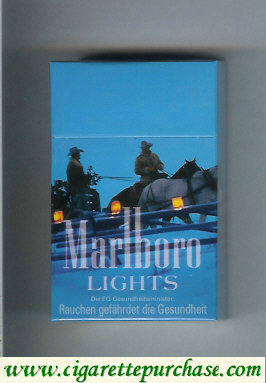 Marlboro
LIGHTS
Die EG-Gesundheitsminister:
Rauchen gefährdet die Gesundheit
www.cigarettepurchase.com